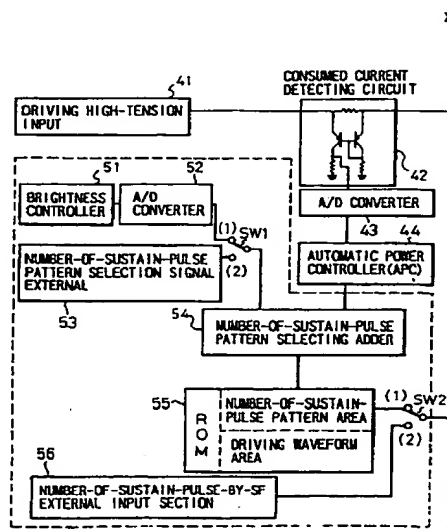 41
DRIVING HIGH-TENSION
INPUT
CONSUMED CURRENT
DETECTING CIRCUIT
42
A/D CONVERTER
43
44
AUTOMATIC POWER
CONTROLLER(APC)
51
BRIGHTNESS
CONTROLLER
52
A/D
CONVERTER
(1)
SW1
(2)
NUMBER-OF-SUSTAIN-PULSE
PATTERN SELECTION SIGNAL
EXTERNAL
53
54
NUMBER-OF-SUSTAIN-PULSE
PATTERN SELECTING ADDER
55
ROM
NUMBER-OF-SUSTAIN-
PULSE PATTERN AREA
DRIVING WAVEFORM
AREA
(1)
SW2
(2)
56
NUMBER-OF-SUSTAIN-PULSE-BY-SF
EXTERNAL INPUT SECTION